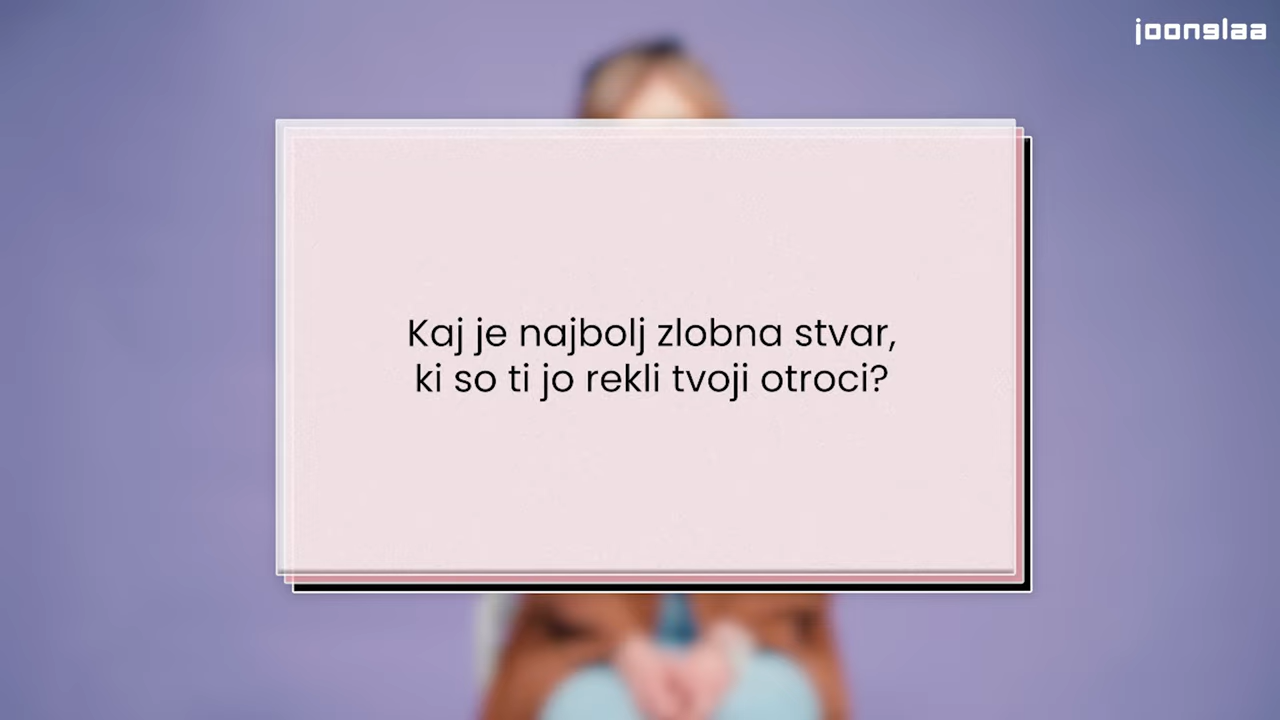 joonglaa
Kaj je najbolj zlobna stvar,
ki so ti jo rekli tvoji otroci?